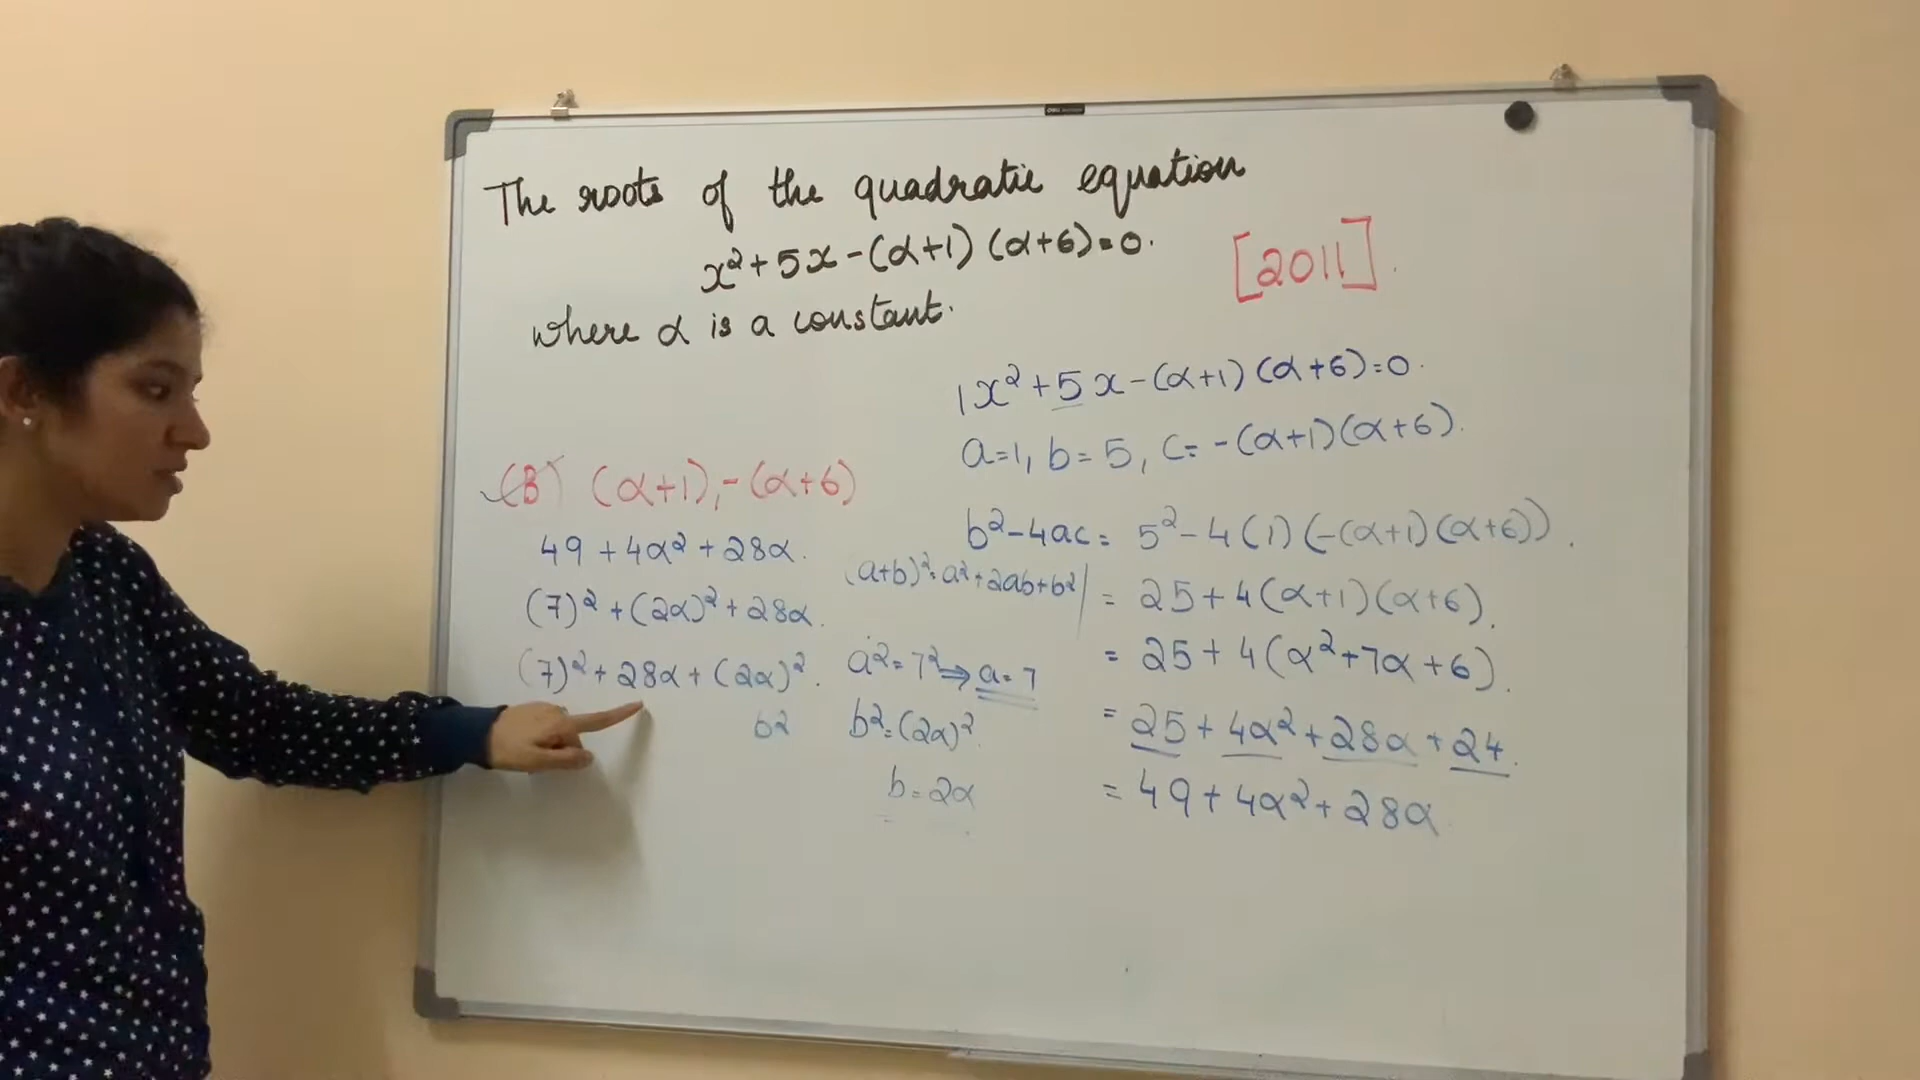 The roots of the quadratic equation
x² + 5x - (α+1) (α+6) = 0.
[2011].
where α is a constant.
1x² + 5x - (α+1) (α+6) = 0.
a=1, b = 5, c = -(α+1)(α+6).
(B) (α+1), -(α+6)
b² - 4ac = 5² - 4(1)(-(α+1)(α+6)).
49 + 4α² + 28α.
(a+b)² = a² + 2ab + b²
= 25 + 4(α+1)(α+6).
(7)² + (2α)² + 28α.
= 25 + 4(α² + 7α + 6).
(7)² + 28α + (2α)².
a² = 7² ⇒ a = 7
= 25 + 4α² + 28α + 24.
b²
b² = (2α)².
b = 2α
= 49 + 4α² + 28α